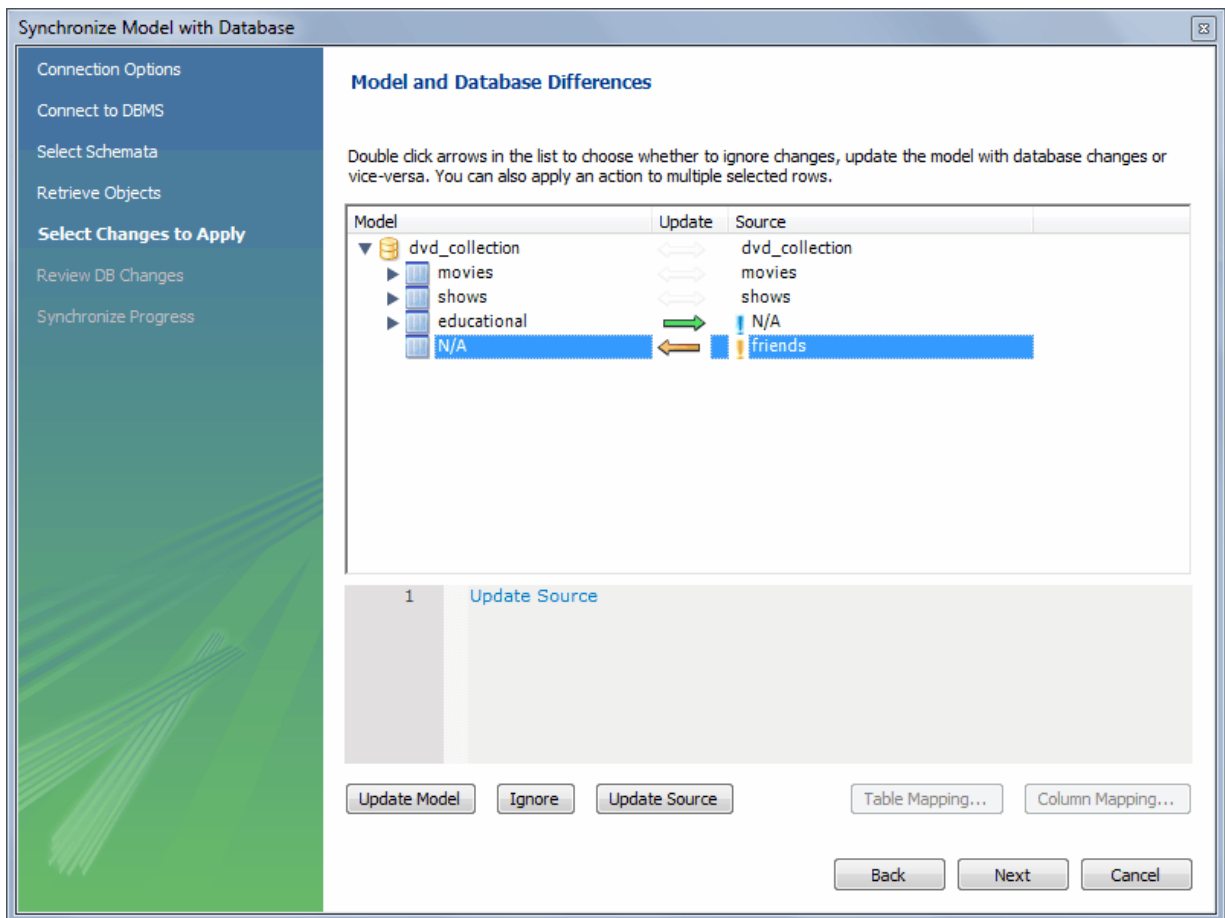 Synchronize Model with Database
Connection Options
Connect to DBMS
Select Schemata
Retrieve Objects
Select Changes to Apply
Review DB Changes
Synchronize Progress
Model and Database Differences
Double click arrows in the list to choose whether to ignore changes, update the model with database changes or
vice-versa. You can also apply an action to multiple selected rows.
Model Update Source
dvd_collection dvd_collection
movies movies
shows shows
educational N/A
N/A friends
1 Update Source
Update Model Ignore Update Source Table Mapping... Column Mapping...
Back Next Cancel